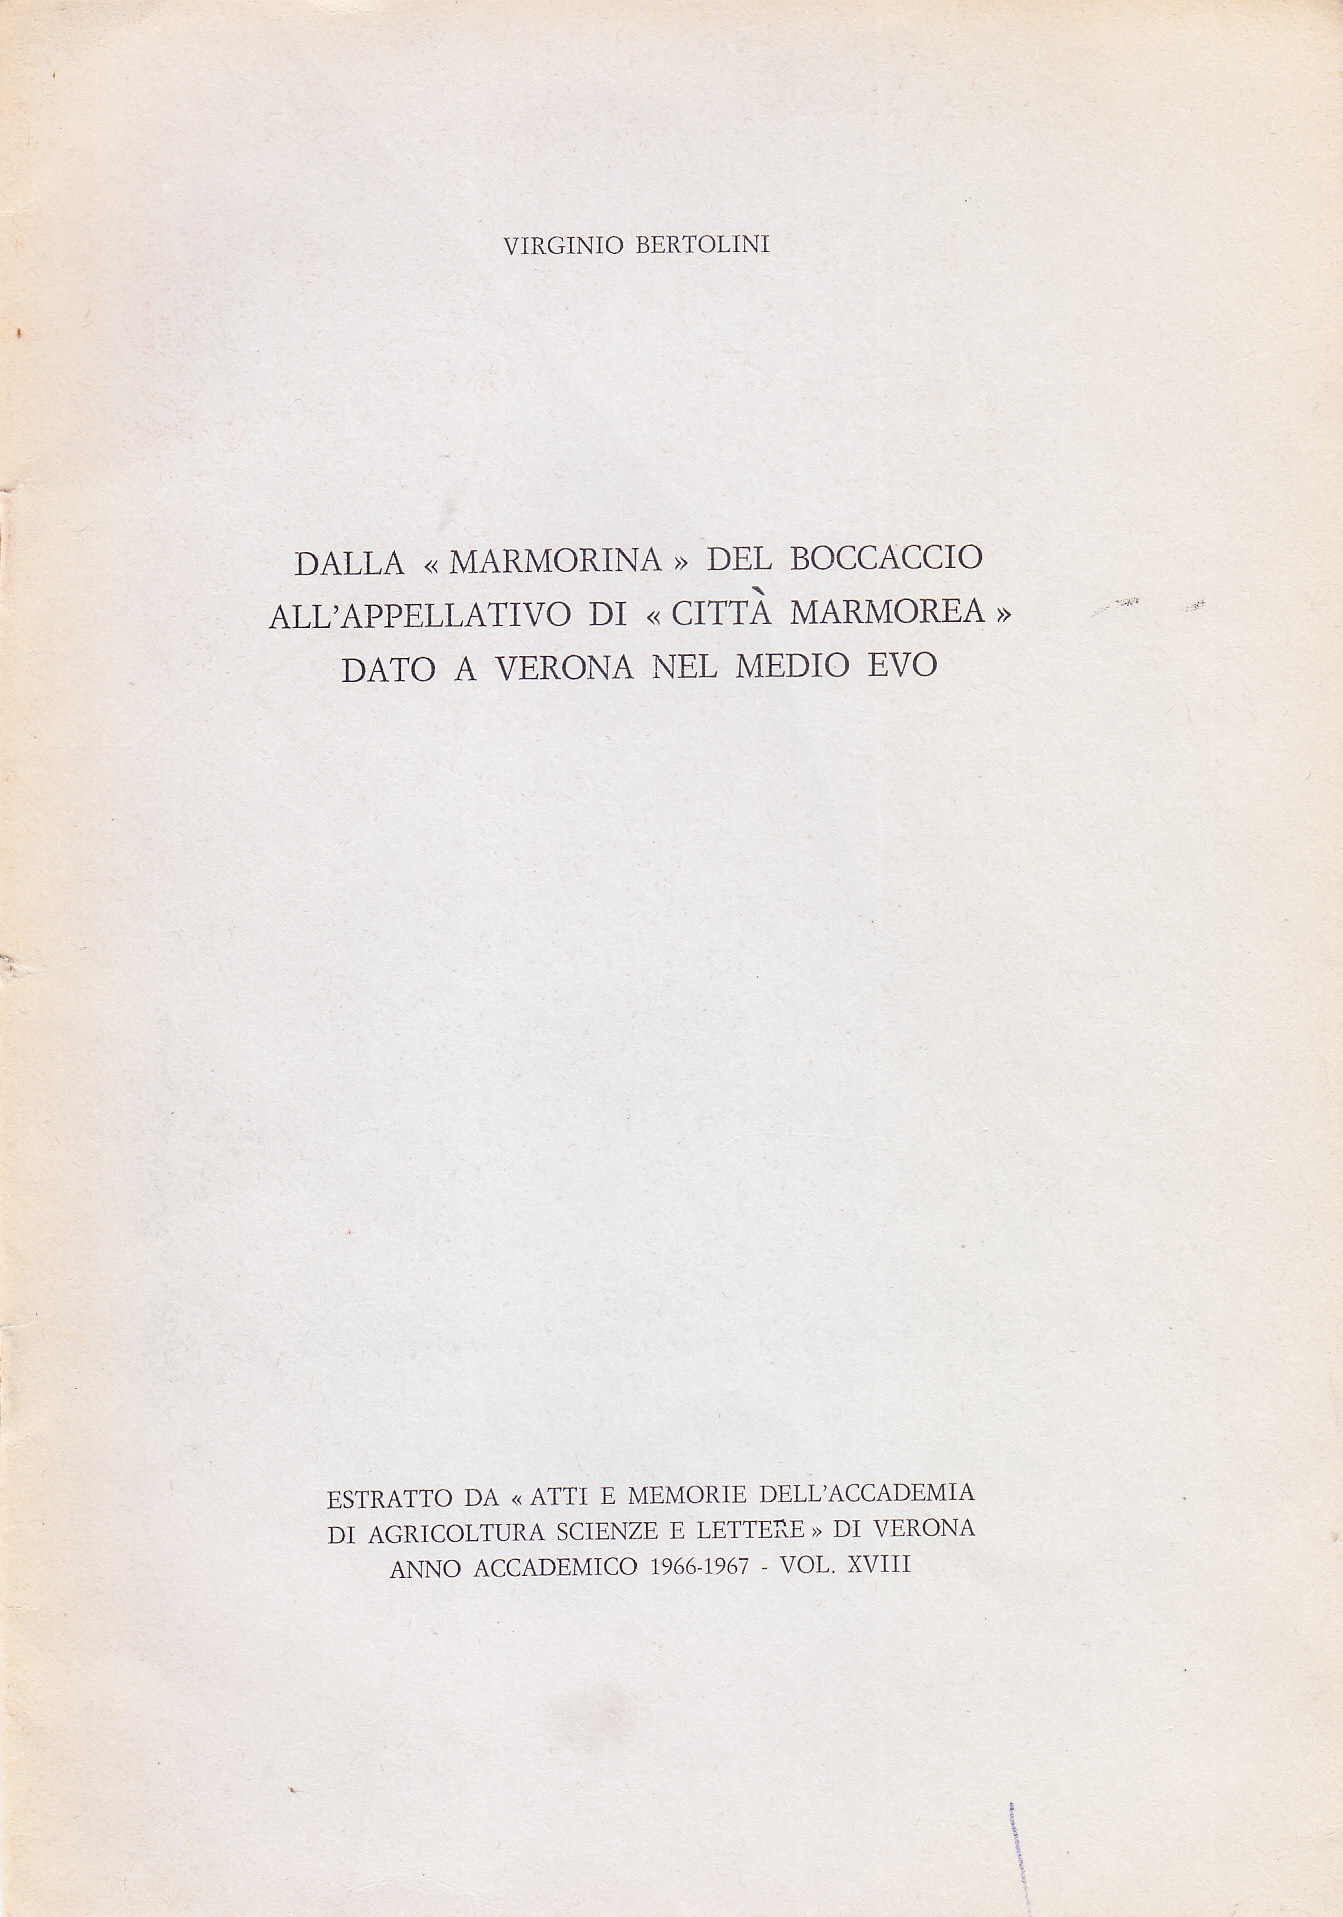 VIRGINIO BERTOLINI
DALLA « MARMORINA » DEL BOCCACCIO
ALL'APPELLATIVO DI « CITTÀ MARMOREA »
DATO A VERONA NEL MEDIO EVO
ESTRATTO DA « ATTI E MEMORIE DELL'ACCADEMIA
DI AGRICOLTURA SCIENZE E LETTERE» DI VERONA
ANNO ACCADEMICO 1966-1967 - VOL. XVIII